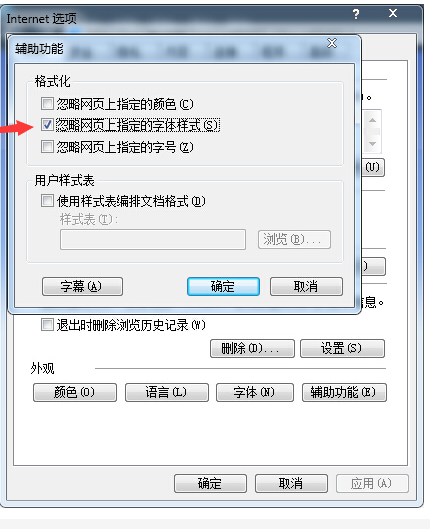 Internet 选项
?
X
辅助功能
X
格式化
忽略网页上指定的颜色(C)
忽略网页上指定的字体样式(S)
忽略网页上指定的字号(Z)
用户样式表
使用样式表编排文档格式(D)
样式表(T):
浏览(B)...
字幕(A)
确定
取消
。
(U)
)
息。
退出时删除浏览历史记录(W)
删除(D)...
设置(S)
外观
颜色(O)
语言(L)
字体(N)
辅助功能(E)
确定
取消
应用(A)